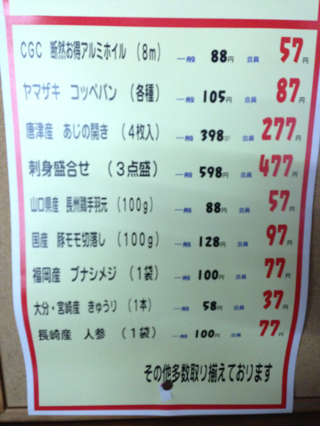 CGC 断然お得アルミホイル (8m) 一般 88円 会員 57円
ヤマザキ コッペパン (各種) 一般 105円 会員 87円
唐津産 あじの開き (4枚入) 一般 398円 会員 277円
刺身盛合せ (3点盛) 一般 598円 会員 477円
山口県産 長州鶏手羽元 (100g) 一般 88円 会員 57円
国産 豚モモ切落し (100g) 一般 128円 会員 97円
福岡産 ブナシメジ (1袋) 一般 100円 会員 77円
大分・宮崎産 きゅうり (1本) 一般 58円 会員 37円
長崎産 人参 (1袋) 一般 100円 会員 77円
その他多数取り揃えております